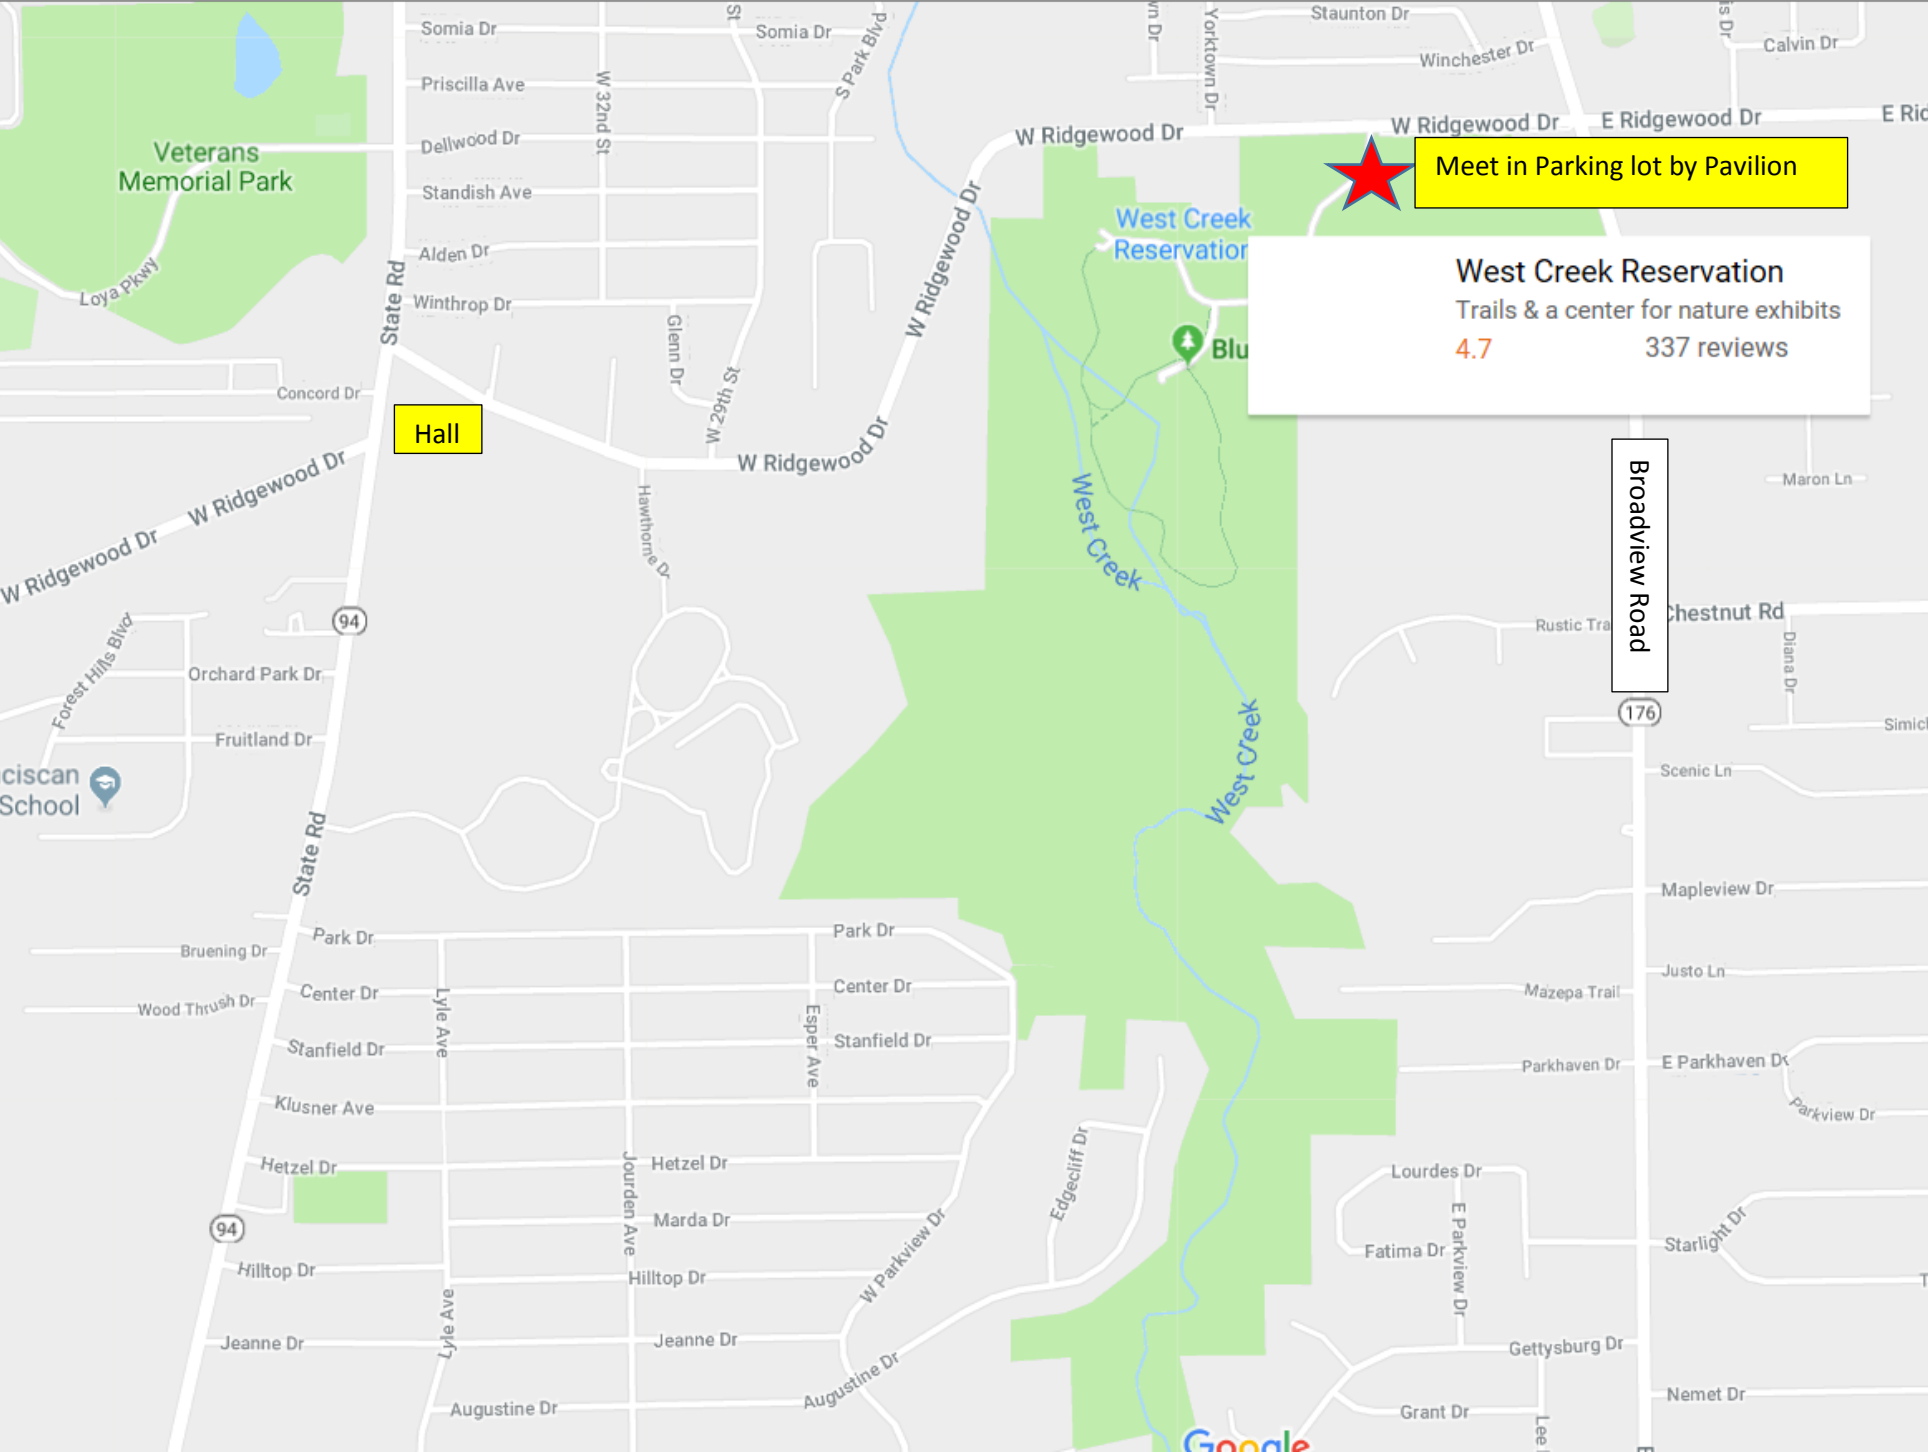 Somia Dr
St
Somia Dr
S Park Blvd
wn Dr
Yorktown Dr
Staunton Dr
Winchester Dr
is Dr
Calvin Dr
Priscilla Ave
W 32nd St
W Ridgewood Dr
W Ridgewood Dr
E Ridgewood Dr
E Rid
Dellwood Dr
Veterans
Memorial Park
Meet in Parking lot by Pavilion
Standish Ave
W Ridgewood Dr
West Creek
Reservation
Alden Dr
Loya Pkwy
State Rd
Winthrop Dr
Glenn Dr
West Creek Reservation
Trails & a center for nature exhibits
4.7
337 reviews
Blu
Concord Dr
W 29th St
Hall
W Ridgewood Dr
W Ridgewood Dr
W Ridgewood Dr
Hawthorne Dr
West Creek
Broadview Road
Maron Ln
94
Forest Hills Blvd
Rustic Tra
Chestnut Rd
Diana Dr
Orchard Park Dr
Fruitland Dr
West Creek
176
Simich
ciscan
School
Scenic Ln
State Rd
Mapleview Dr
Park Dr
Park Dr
Bruening Dr
Justo Ln
Center Dr
Center Dr
Mazepa Trail
Wood Thrush Dr
Lyle Ave
Esper Ave
Stanfield Dr
Stanfield Dr
Parkhaven Dr
E Parkhaven Dr
Klusner Ave
Parkview Dr
Hetzel Dr
Hetzel Dr
Jourden Ave
Edgecliff Dr
Lourdes Dr
Marda Dr
94
W Parkview Dr
E Parkview Dr
Starlight Dr
Fatima Dr
Hilltop Dr
Hilltop Dr
T
Lyle Ave
Jeanne Dr
Jeanne Dr
Gettysburg Dr
Augustine Dr
Augustine Dr
Nemet Dr
Grant Dr
Lee
Google